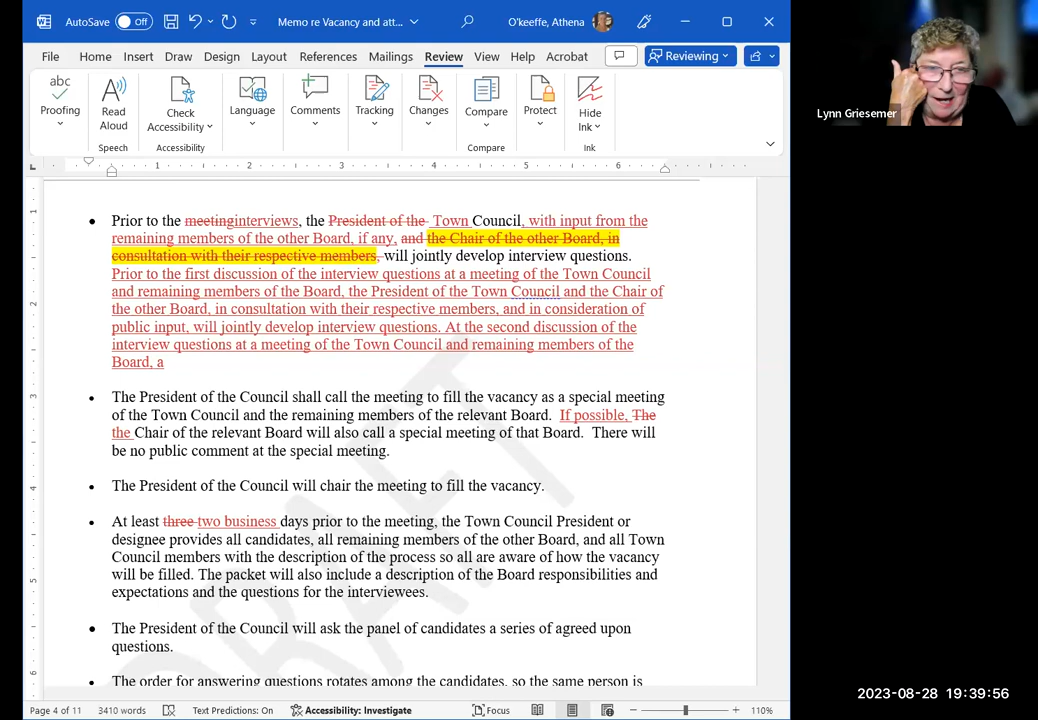 AutoSave Off Memo re Vacancy and att... O'keeffe, Athena
File Home Insert Draw Design Layout References Mailings Review View Help Acrobat Reviewing
abc
Proofing Read Aloud Check Accessibility Language Comments Tracking Changes Compare Protect Hide Ink
Speech Accessibility Compare Ink
L 1 2 3 4 5 6
Prior to the meetinginterviews, the President of the Town Council, with input from the
remaining members of the other Board, if any, and the Chair of the other Board, in
consultation with their respective members, will jointly develop interview questions.
Prior to the first discussion of the interview questions at a meeting of the Town Council
and remaining members of the Board, the President of the Town Council and the Chair of
the other Board, in consultation with their respective members, and in consideration of
public input, will jointly develop interview questions. At the second discussion of the
interview questions at a meeting of the Town Council and remaining members of the
Board, a
The President of the Council shall call the meeting to fill the vacancy as a special meeting
of the Town Council and the remaining members of the relevant Board. If possible, The
the Chair of the relevant Board will also call a special meeting of that Board. There will
be no public comment at the special meeting.
The President of the Council will chair the meeting to fill the vacancy.
At least three two business days prior to the meeting, the Town Council President or
designee provides all candidates, all remaining members of the other Board, and all Town
Council members with the description of the process so all are aware of how the vacancy
will be filled. The packet will also include a description of the Board responsibilities and
expectations and the questions for the interviewees.
The President of the Council will ask the panel of candidates a series of agreed upon
questions.
The order for answering questions rotates among the candidates, so the same person is
DRAFT
1
2
3
4
5
6
Page 4 of 11 3410 words Text Predictions: On Accessibility: Investigate Focus 110%
Lynn Griesemer
2023-08-28 19:39:56